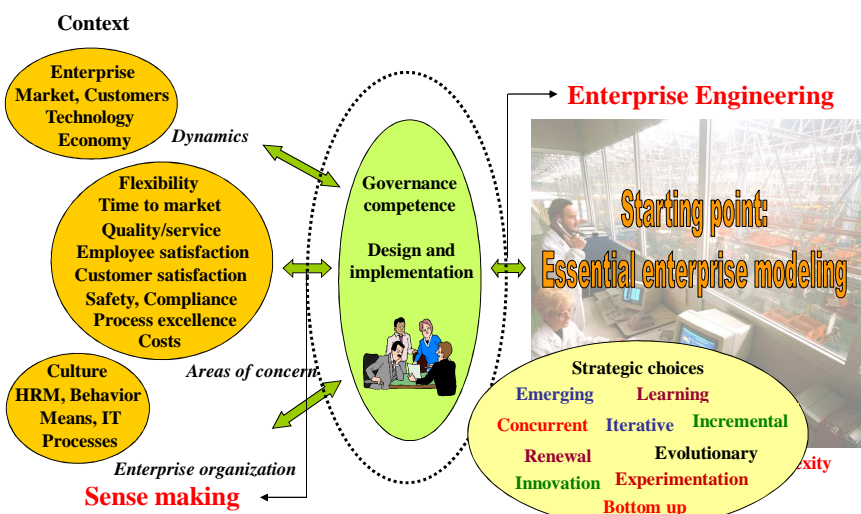 Context
Enterprise
Market, Customers
Technology
Economy
Dynamics
Flexibility
Time to market
Quality/service
Employee satisfaction
Customer satisfaction
Safety, Compliance
Process excellence
Costs
Areas of concern
Culture
HRM, Behavior
Means, IT
Processes
Enterprise organization
Sense making
Governance
competence
Design and
implementation
Enterprise Engineering
Starting point:
Essential enterprise modeling
Strategic choices
Emerging Learning
Concurrent Iterative Incremental
Renewal Evolutionary
Innovation Experimentation
Bottom up